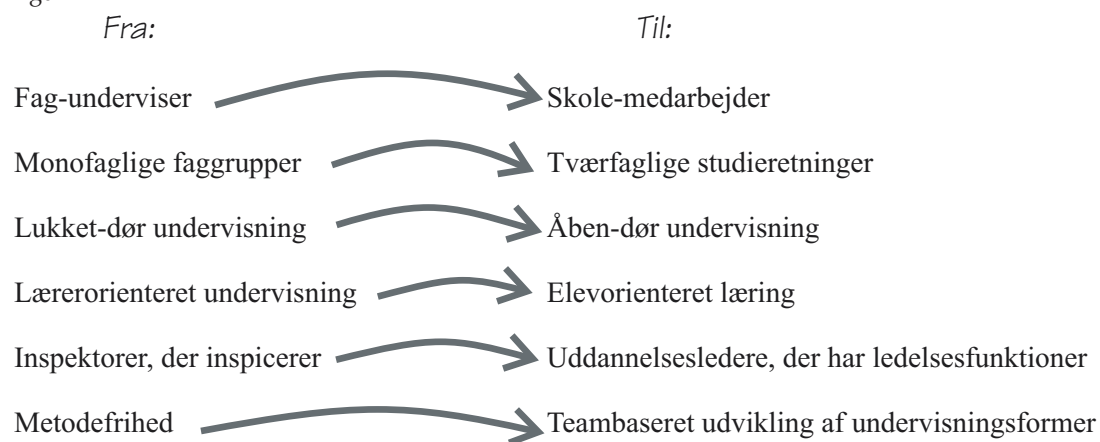 Fra: Til:
Fag-underviser Skole-medarbejder
Monofaglige faggrupper Tværfaglige studieretninger
Lukket-dør undervisning Åben-dør undervisning
Lærerorienteret undervisning Elevorienteret læring
Inspektorer, der inspicerer Uddannelsesledere, der har ledelsesfunktioner
Metodefrihed Teambaseret udvikling af undervisningsformer